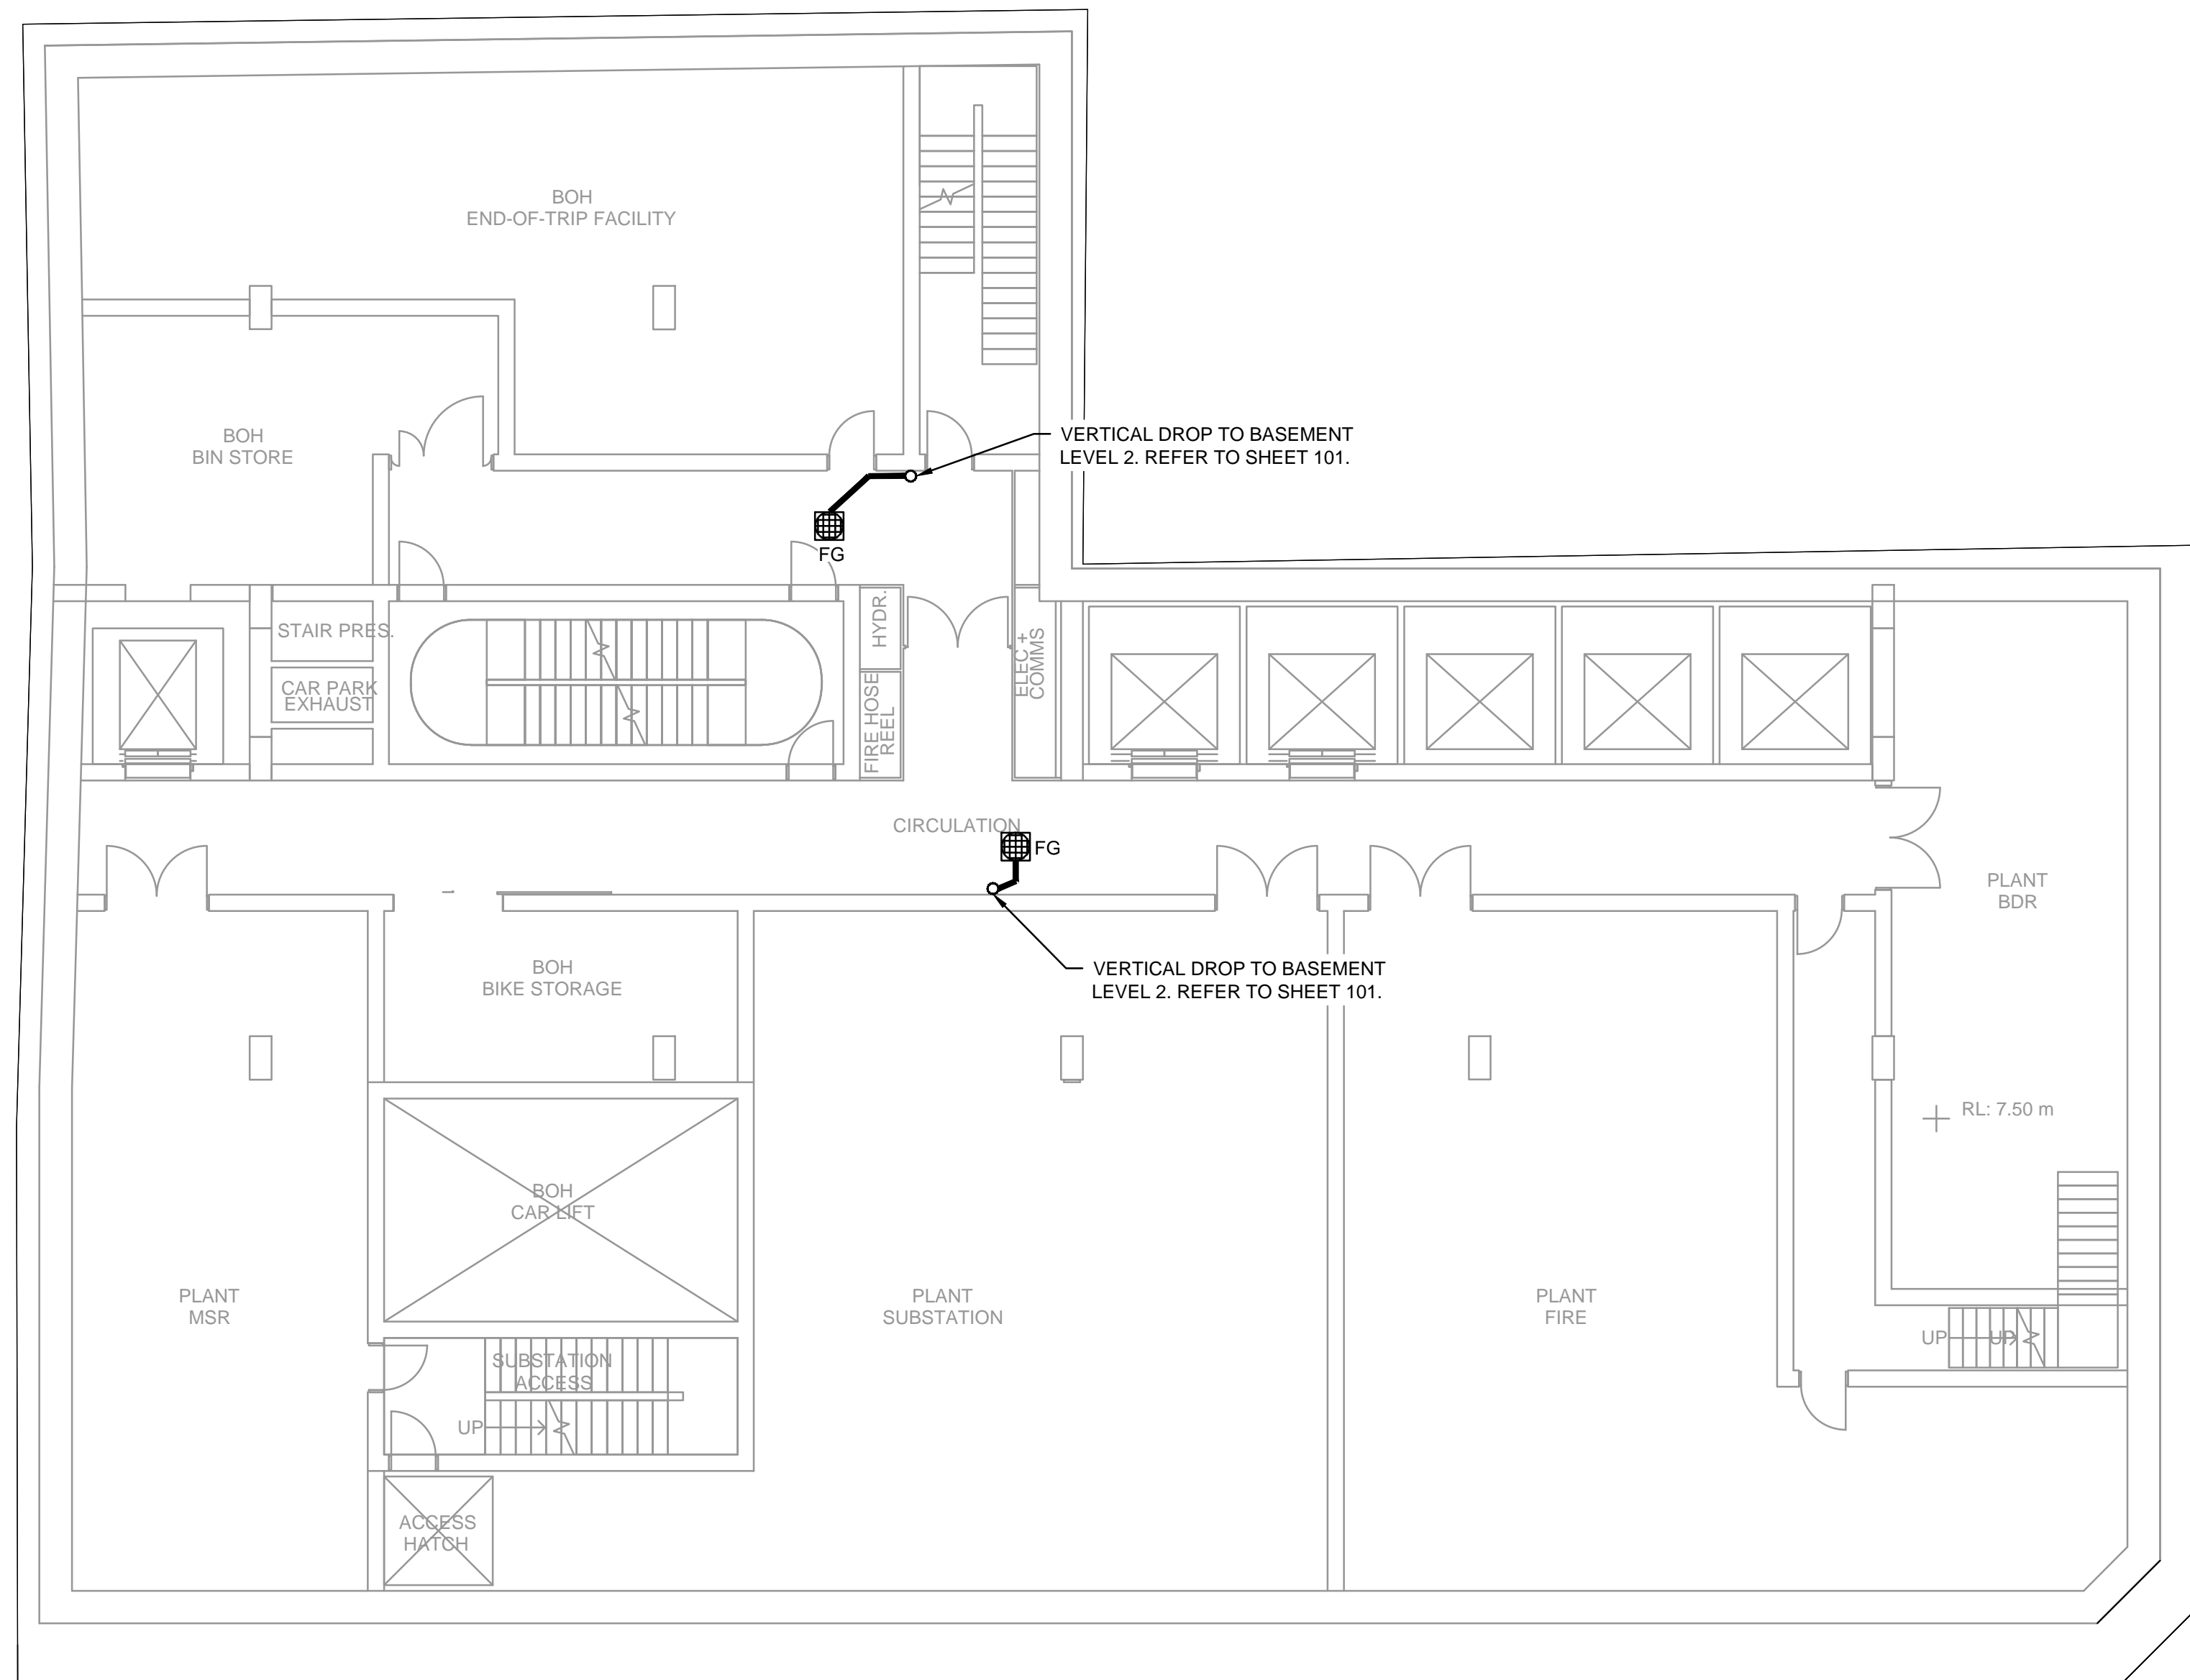 BOH
END-OF-TRIP FACILITY
BOH
BIN STORE
VERTICAL DROP TO BASEMENT
LEVEL 2. REFER TO SHEET 101.
FG
STAIR PRES.
CAR PARK
EXHAUST
HYDR.
FIRE HOSE
REEL
ELEC +
COMMS
CIRCULATION
FG
PLANT
BDR
VERTICAL DROP TO BASEMENT
LEVEL 2. REFER TO SHEET 101.
BOH
BIKE STORAGE
RL: 7.50 m
BOH
CAR LIFT
PLANT
MSR
PLANT
SUBSTATION
PLANT
FIRE
UP
UP
SUBSTATION
ACCESS
UP
ACCESS
HATCH